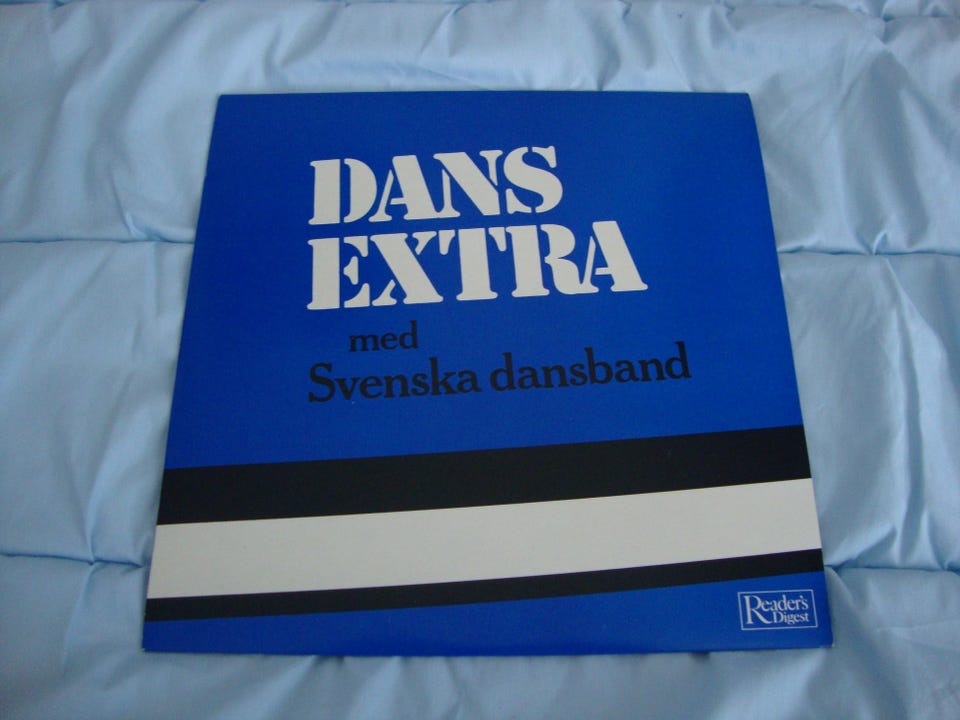 DANS
EXTRA
med
Svenska dansband
Reader's
Digest